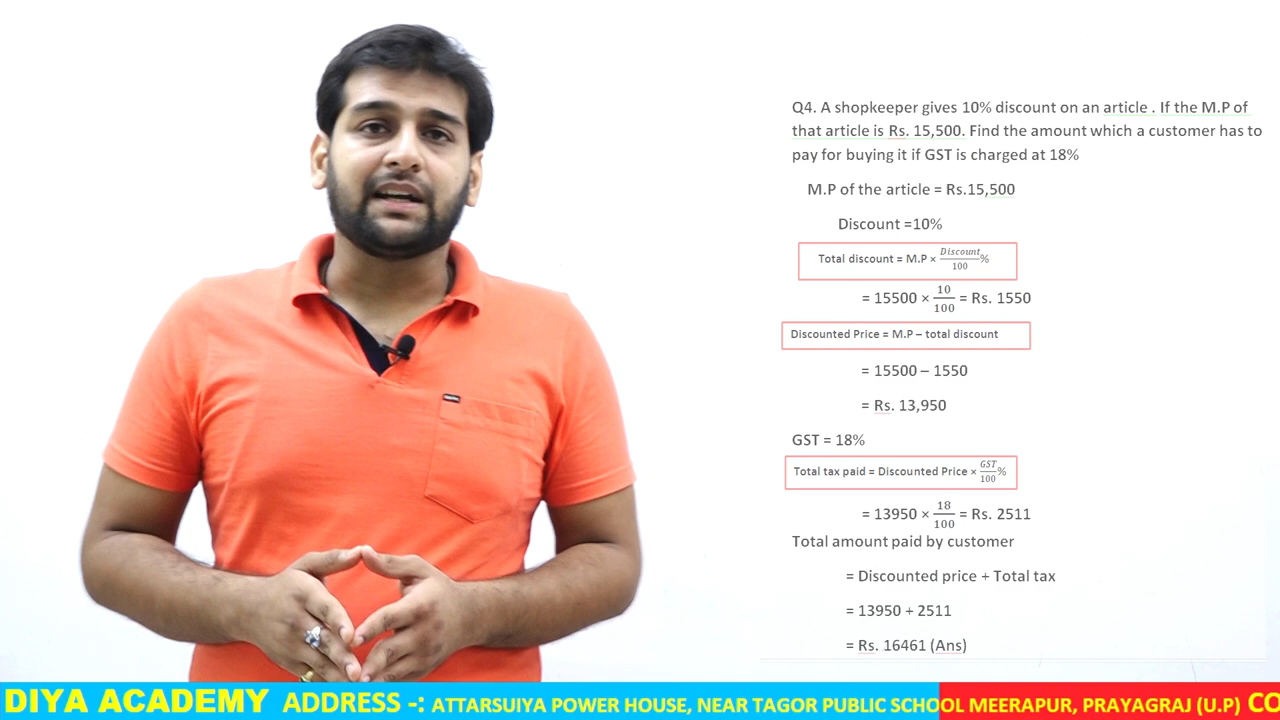 Q4. A shopkeeper gives 10% discount on an article . If the M.P of
that article is Rs. 15,500. Find the amount which a customer has to
pay for buying it if GST is charged at 18%
M.P of the article = Rs.15,500
Discount =10%
Total discount = M.P × Discount/100 %
= 15500 × 10/100 = Rs. 1550
Discounted Price = M.P – total discount
= 15500 – 1550
= Rs. 13,950
GST = 18%
Total tax paid = Discounted Price × GST/100 %
= 13950 × 18/100 = Rs. 2511
Total amount paid by customer
= Discounted price + Total tax
= 13950 + 2511
= Rs. 16461 (Ans)
DIYA ACADEMY ADDRESS -: ATTARSUIYA POWER HOUSE, NEAR TAGOR PUBLIC SCHOOL MEERAPUR, PRAYAGRAJ (U.P) CO